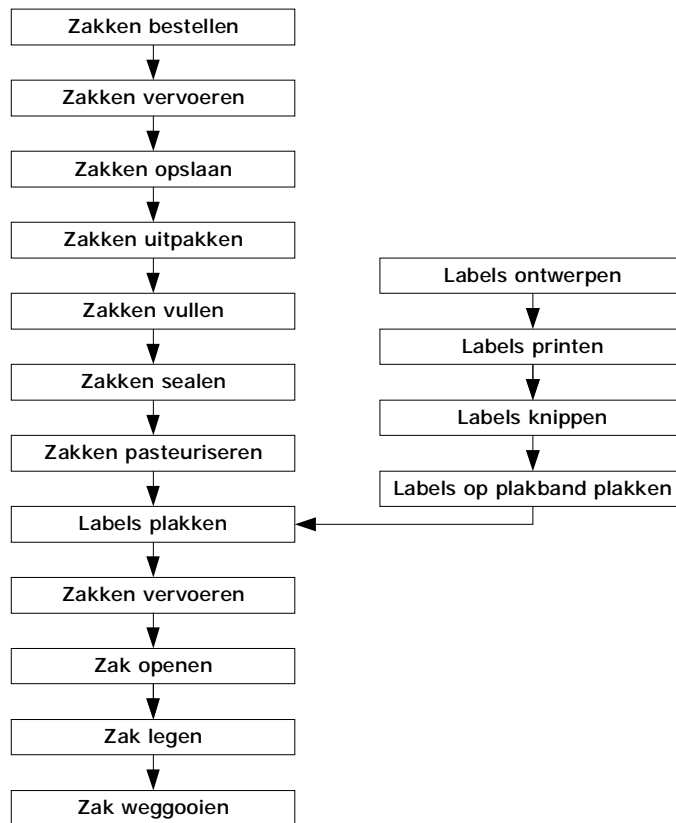 Zakken bestellen
Zakken vervoeren
Zakken opslaan
Zakken uitpakken
Zakken vullen
Zakken sealen
Zakken pasteuriseren
Labels plakken
Zakken vervoeren
Zak openen
Zak legen
Zak weggooien
Labels ontwerpen
Labels printen
Labels knippen
Labels op plakband plakken